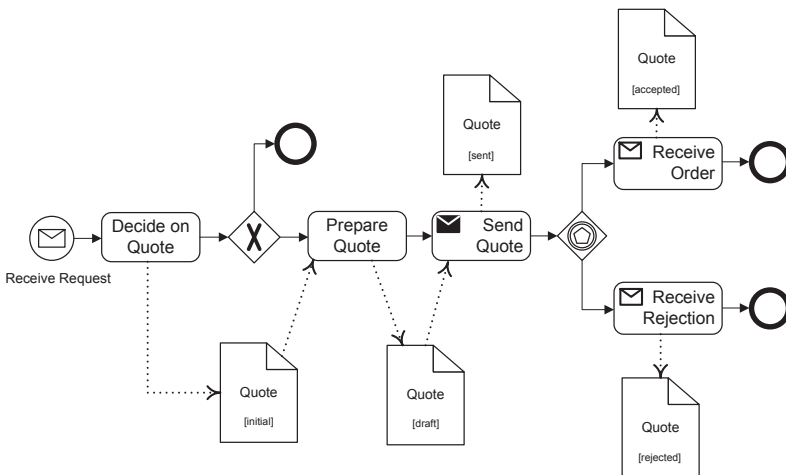 Quote
[accepted]
Quote
[sent]
Receive
Order
Decide on
Quote
X
Prepare
Quote
Send
Quote
Receive Request
Receive
Rejection
Quote
[initial]
Quote
[draft]
Quote
[rejected]